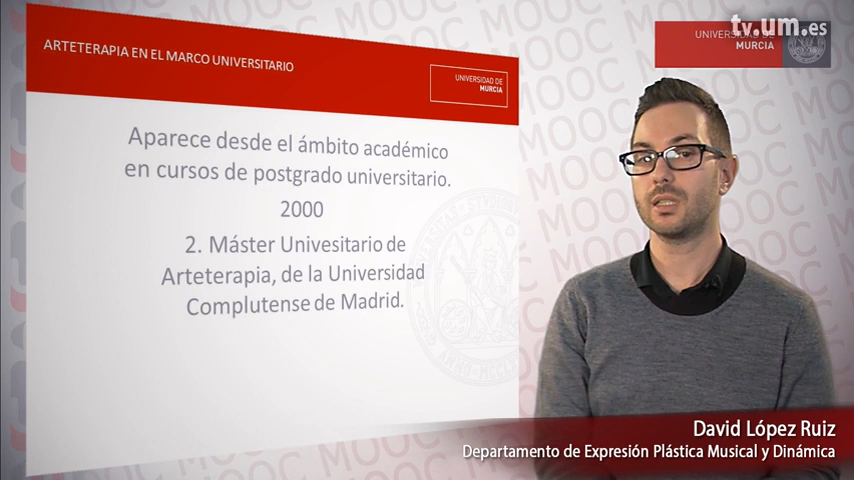 tv.um.es
UNIVERSIDAD DE
MURCIA
ARTETERAPIA EN EL MARCO UNIVERSITARIO
UNIVERSIDAD DE
MURCIA
Aparece desde el ámbito académico
en cursos de postgrado universitario.
2000
2. Máster Univesitario de
Arteterapia, de la Universidad
Complutense de Madrid.
David López Ruiz
Departamento de Expresión Plástica Musical y Dinámica
MOOC